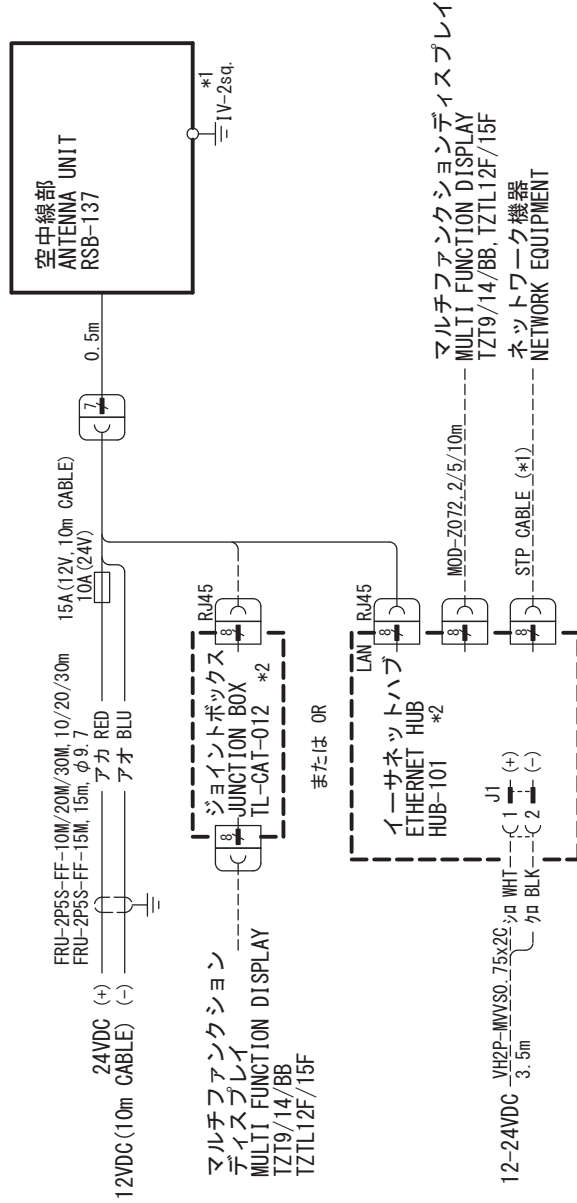 空中線部
ANTENNA UNIT
RSB-137
*1
IV-2sq.
0.5m
7
15A(12V,10m CABLE)
10A(24V)
FRU-2P5S-FF-10M/20M/30M,10/20/30m
FRU-2P5S-FF-15M,15m,φ9.7
アカ RED
アオ BLU
24VDC (+)
12VDC(10m CABLE) (-)
RJ45
8
ジョイントボックス
JUNCTION BOX
TL-CAT-012 *2
8
マルチファンクション
ディスプレイ
MULTI FUNCTION DISPLAY
TZT9/14/BB
TZTL12F/15F
または OR
LAN
RJ45
8
8
8
イーサネットハブ
ETHERNET HUB *2
HUB-101
J1
1 (+)
2 (-)
シロ WHT
クロ BLK
VH2P-MVVS0.75x2C
3.5m
12-24VDC
MOD-Z072,2/5/10m
マルチファンクションディスプレイ
MULTI FUNCTION DISPLAY
TZT9/14/BB,TZTL12F/15F
STP CABLE (*1)
ネットワーク機器
NETWORK EQUIPMENT